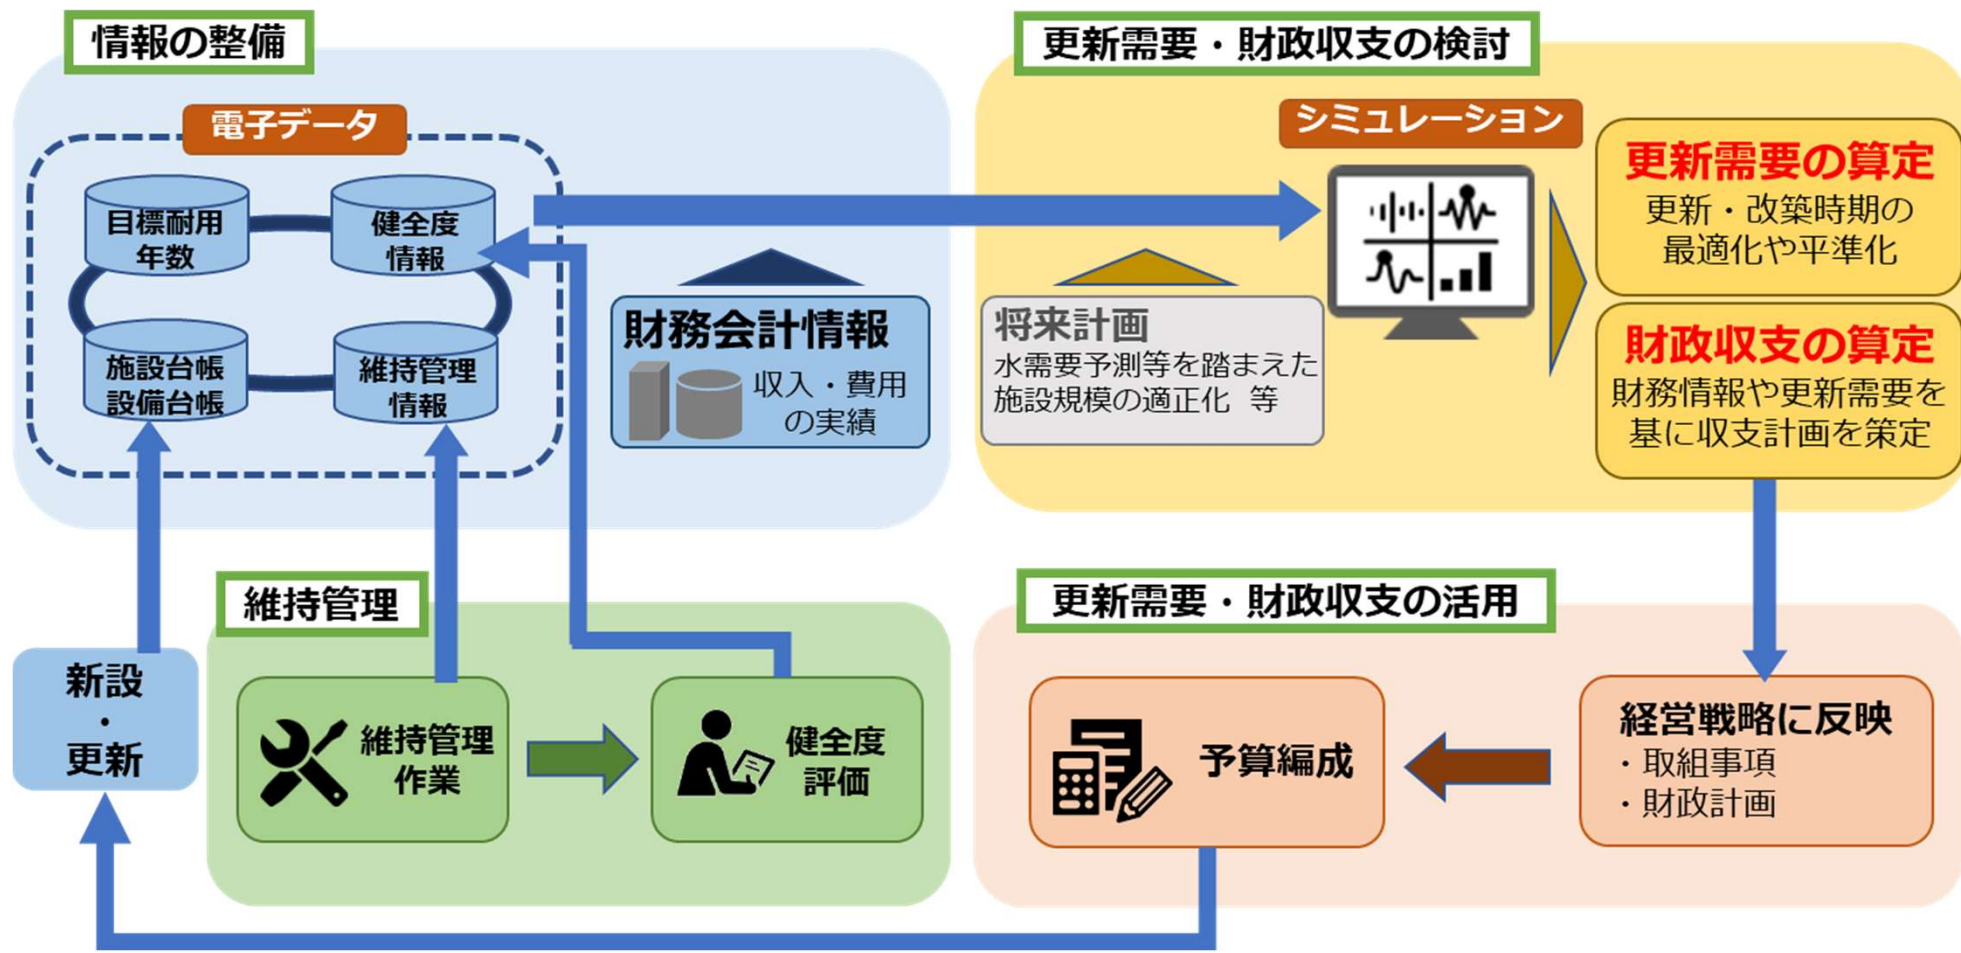 情報の整備
電子データ
目標耐用
年数
健全度
情報
施設台帳
設備台帳
維持管理
情報
財務会計情報
収入・費用
の実績
更新需要・財政収支の検討
シミュレーション
将来計画
水需要予測等を踏まえた
施設規模の適正化 等
更新需要の算定
更新・改築時期の
最適化や平準化
財政収支の算定
財務情報や更新需要を
基に収支計画を策定
新設
・
更新
維持管理
維持管理
作業
健全度
評価
更新需要・財政収支の活用
予算編成
経営戦略に反映
・取組事項
・財政計画